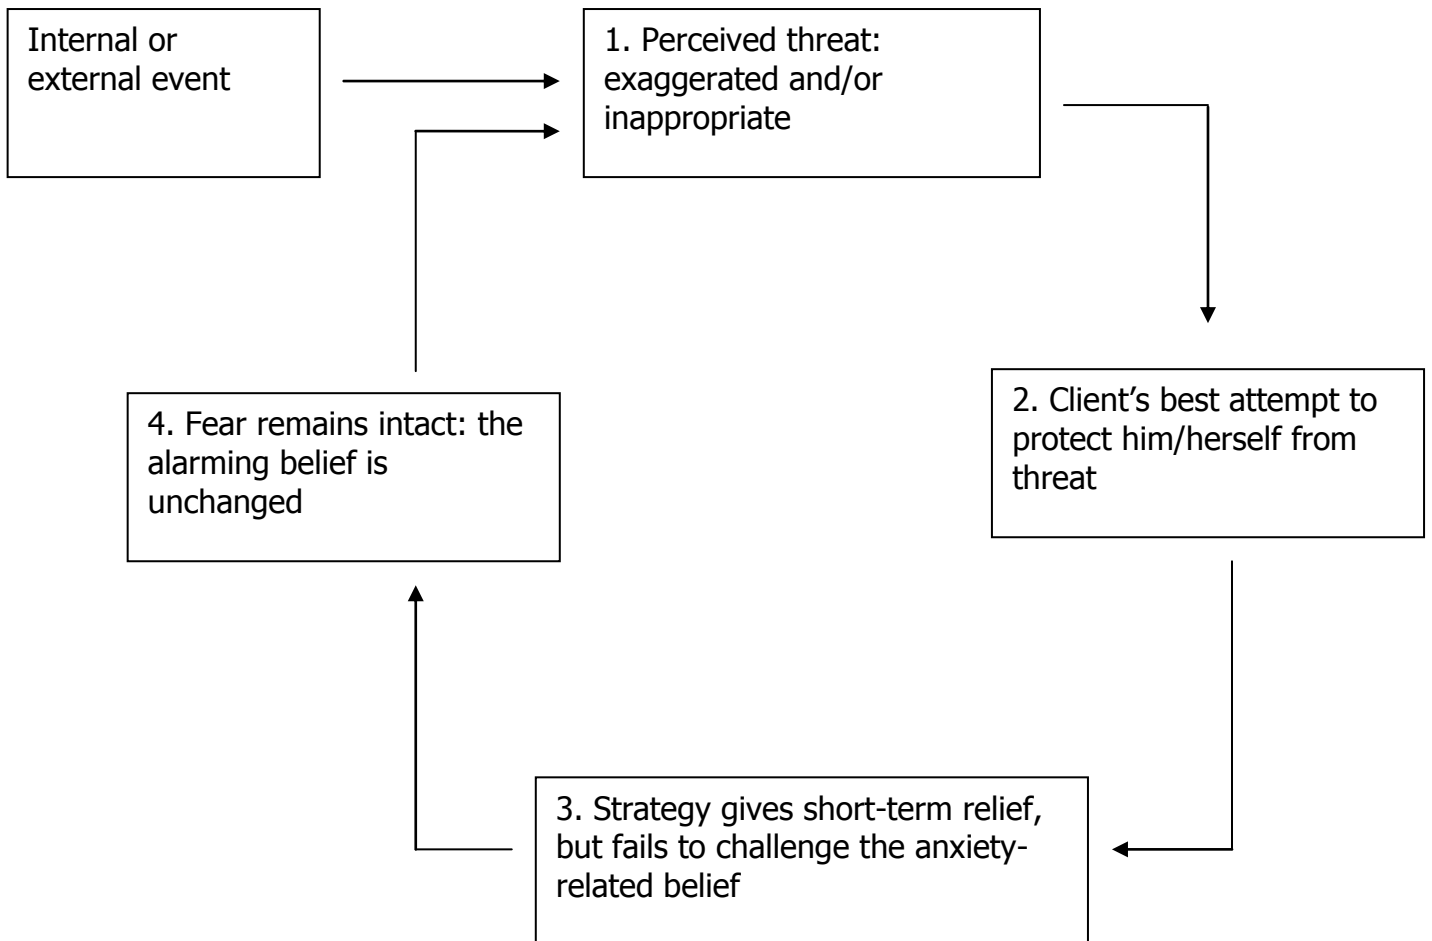 Internal or
external event
1. Perceived threat:
exaggerated and/or
inappropriate
2. Client’s best attempt to
protect him/herself from
threat
3. Strategy gives short-term relief,
but fails to challenge the anxiety-
related belief
4. Fear remains intact: the
alarming belief is
unchanged